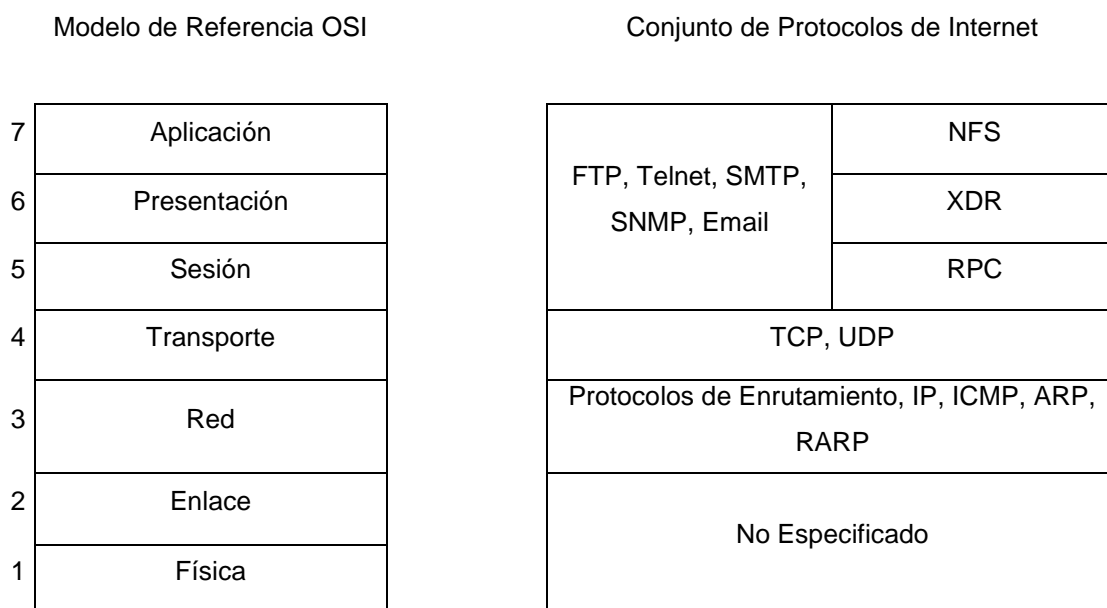 Modelo de Referencia OSI
Conjunto de Protocolos de Internet
7
Aplicación
6
Presentación
5
Sesión
4
Transporte
3
Red
2
Enlace
1
Física
FTP, Telnet, SMTP,
SNMP, Email
NFS
XDR
RPC
TCP, UDP
Protocolos de Enrutamiento, IP, ICMP, ARP,
RARP
No Especificado